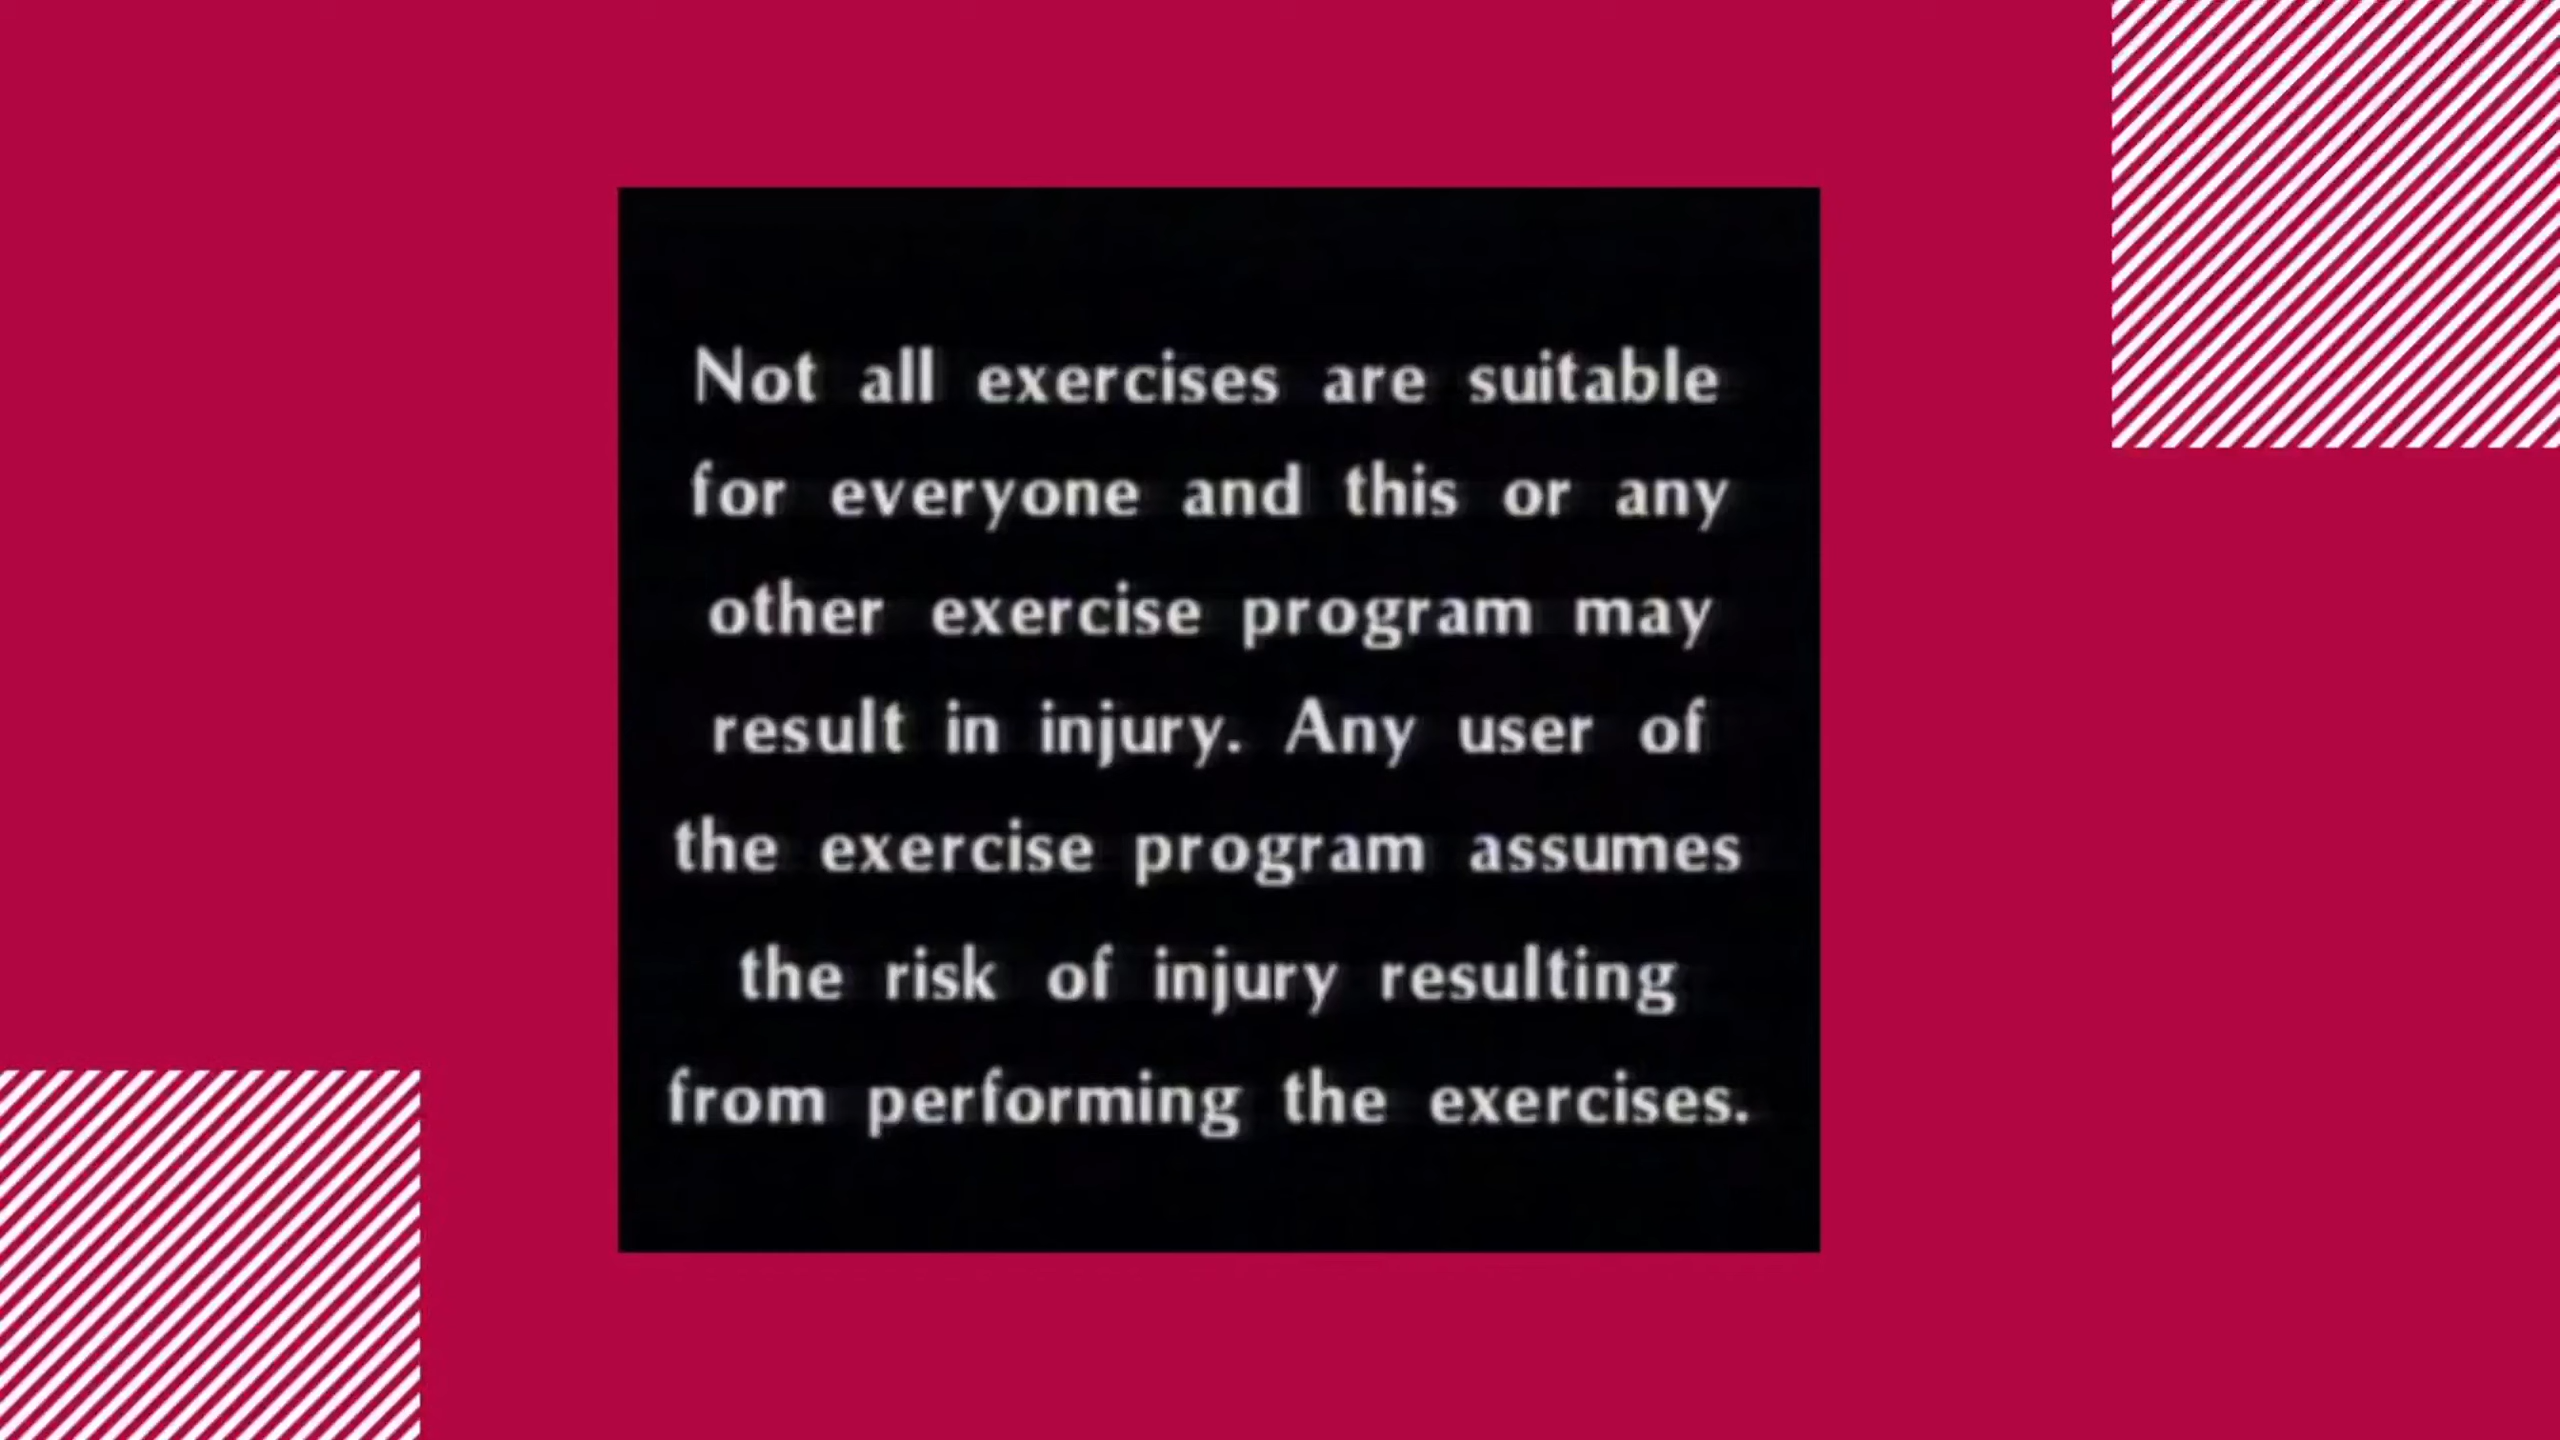 Not all exercises are suitable
for everyone and this or any
other exercise program may
result in injury. Any user of
the exercise program assumes
the risk of injury resulting
from performing the exercises.